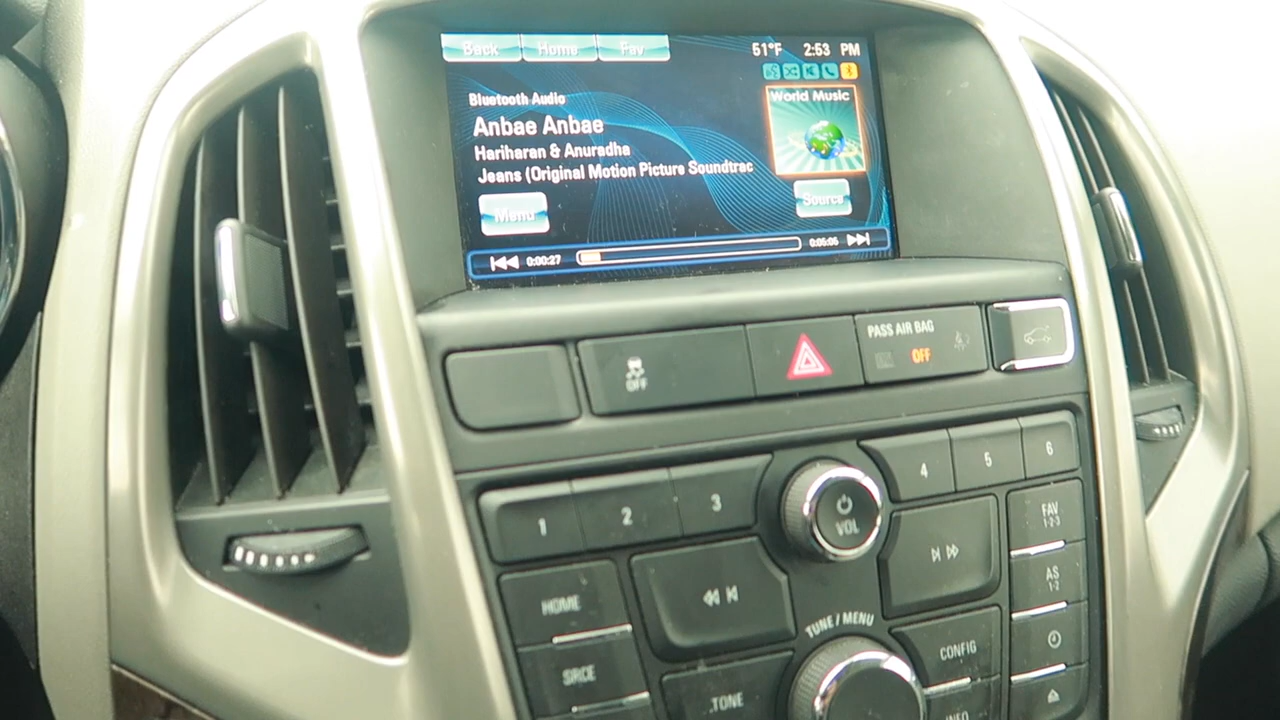 Back Home Fav 51°F 2:53 PM
Bluetooth Audio
World Music
Anbae Anbae
Hariharan & Anuradha
Jeans (Original Motion Picture Soundtrac
Menu
Source
0:00:27
0:05:05
OFF
PASS AIR BAG
OFF
1 2 3
4 5 6
VOL
FAV
1-2-3
AS
1-2
HOME
TUNE / MENU
CONFIG
SRCE
TONE
INFO